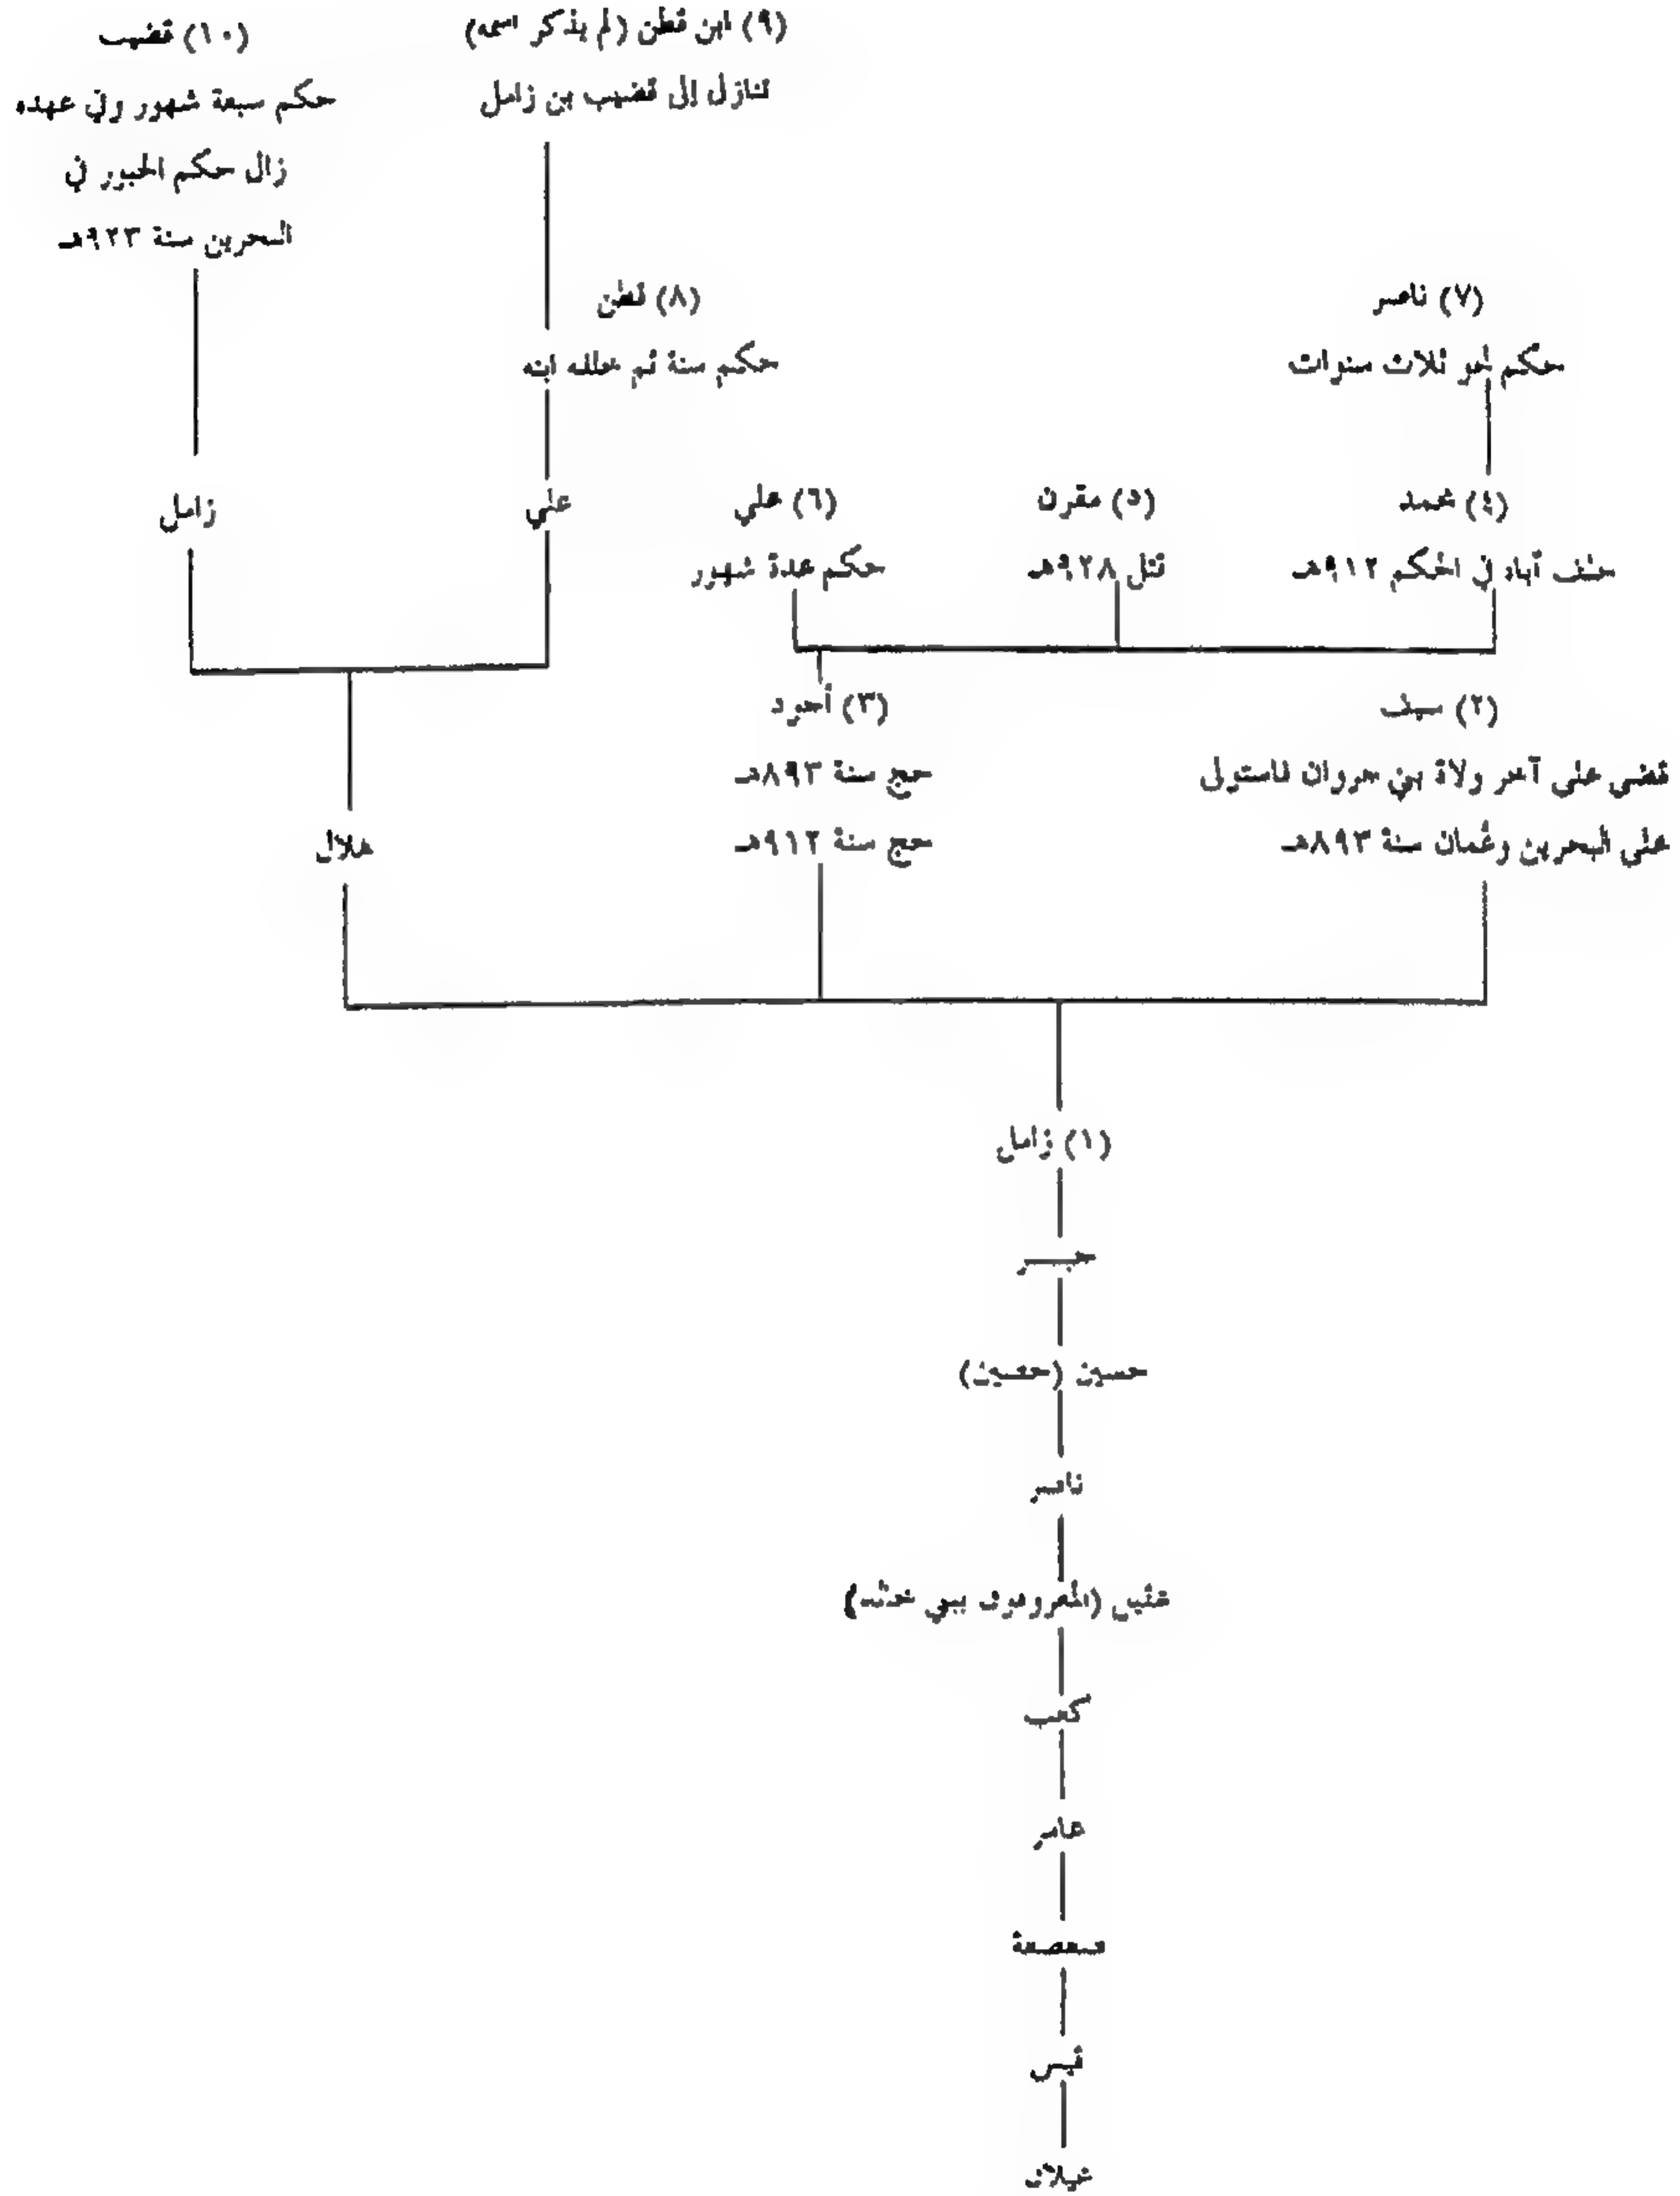 (٧) ناصر
حكم نحو ثلاث سنوات
(٤) محمد
خلف آباه في الحكم ٩١٢هـ
(٥) مقرن
قتل ٩٢٨هـ
(٦) علي
حكم عدة شهور
(٩) ابن قطن (لم يذكر اسمه)
تنازل إلى قضيب بن زامل
(٨) قطن
حكم سنة ثم خلفه ابنه
علي
(١٠) قضيب
حكم سبعة شهور وفي عهده
زال حكم الجبور في
البحرين سنة ٩٢٣هـ
زامل
(٢) سيف
قضى على آخر ولاة بني جروان فاستولى
على البحرين وعُمان سنة ٨٩٣هـ
(٣) أجود
حج سنة ٨٩٣هـ
حج سنة ٩١٢هـ
هلال
(١) زامل
جبر
حسين (حصين)
ناصر
عقيل (المعروفون ببني
كعب
عامر
صعصعة
قيس
عيلان